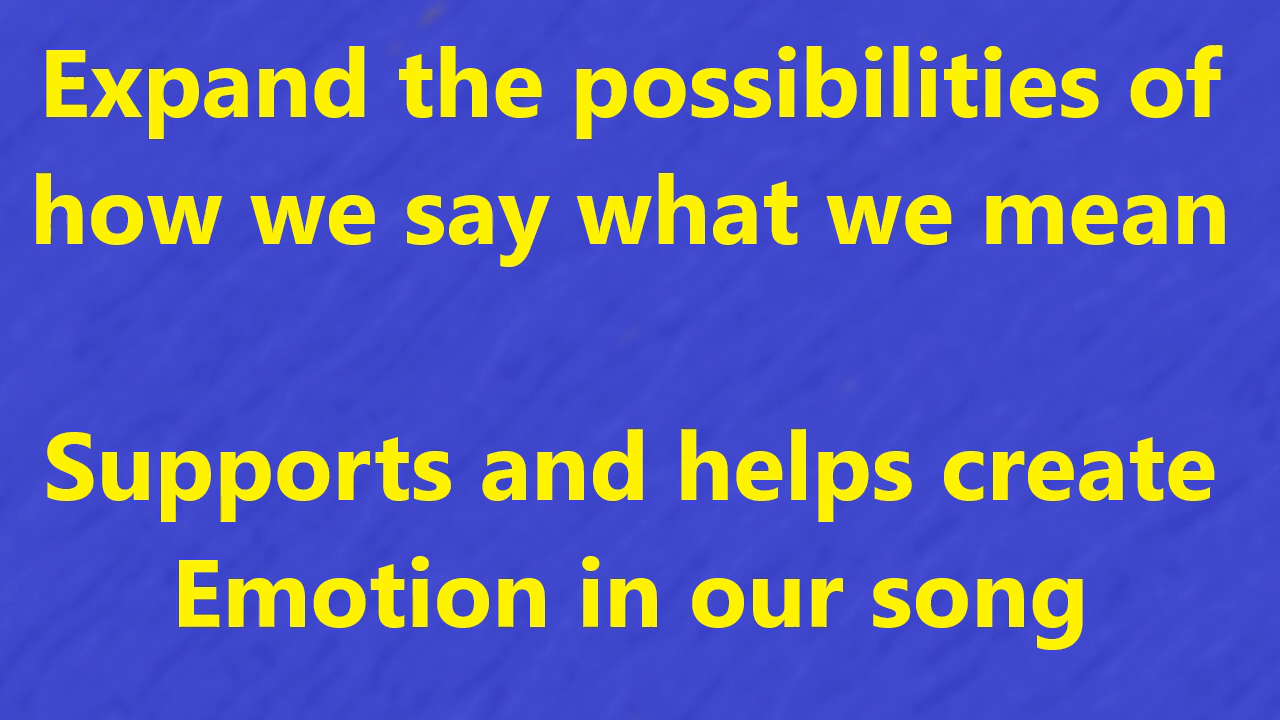 Expand the possibilities of
how we say what we mean
Supports and helps create
Emotion in our song